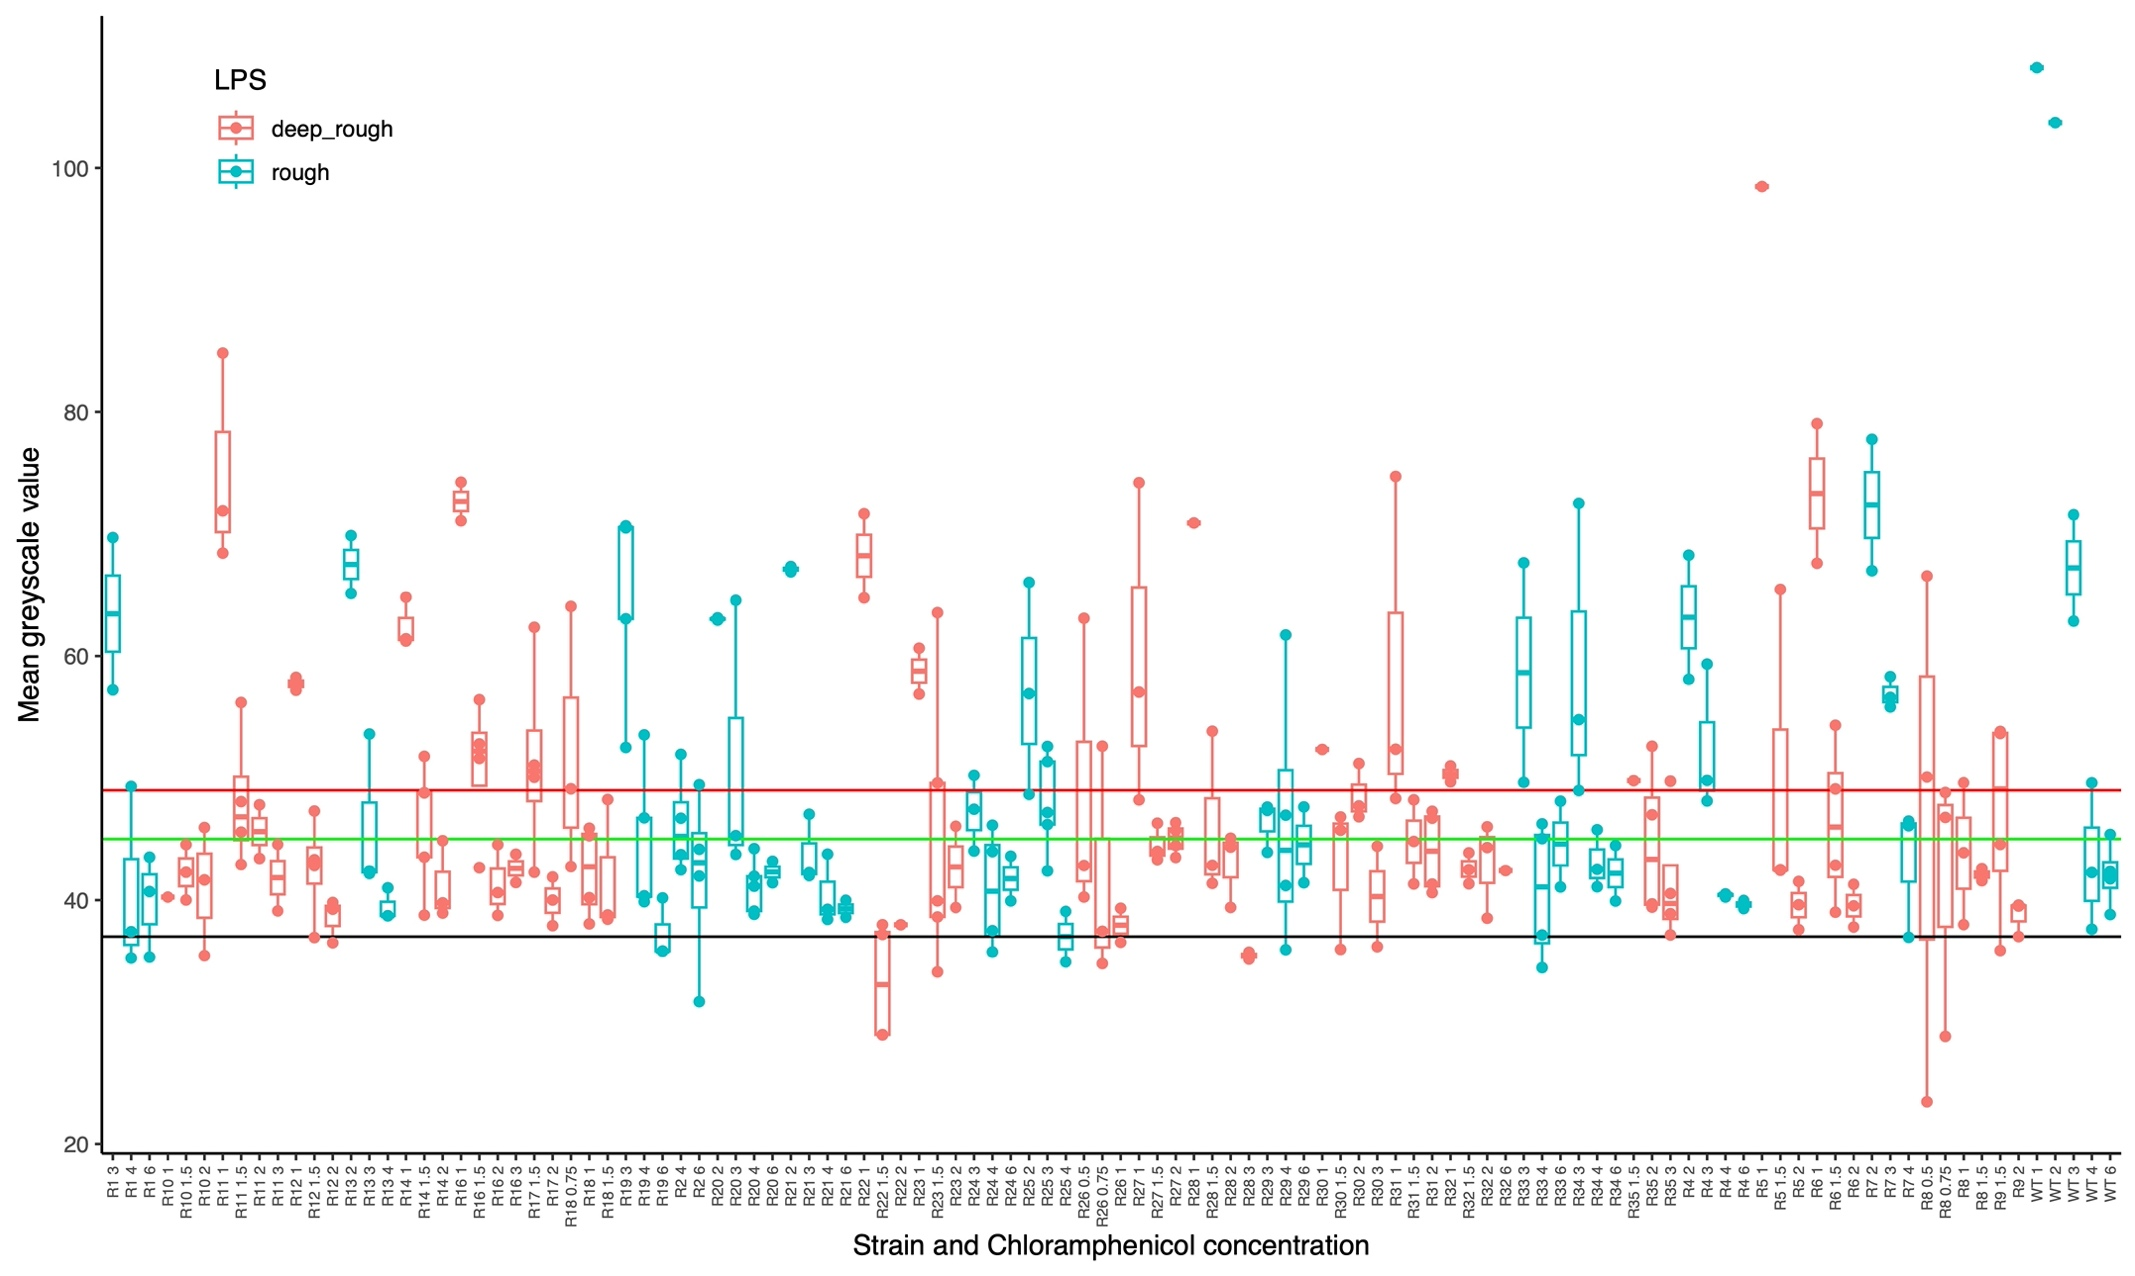 LPS
deep_rough
rough
Mean greyscale value
100
80
60
40
20
R1 3
R1 4
R1 6
R10 1
R10 1.5
R10 2
R11 1
R11 1.5
R11 2
R11 3
R12 1
R12 1.5
R12 2
R13 2
R13 3
R13 4
R14 1
R14 1.5
R14 2
R16 1
R16 1.5
R16 2
R16 3
R17 1.5
R17 2
R18 0.75
R18 1
R18 1.5
R19 3
R19 4
R19 6
R2 4
R2 6
R20 2
R20 3
R20 4
R20 6
R21 2
R21 3
R21 4
R21 6
R22 1
R22 1.5
R22 2
R23 1
R23 1.5
R23 2
R24 3
R24 4
R24 6
R25 2
R25 3
R25 4
R26 0.5
R26 0.75
R26 1
R27 1
R27 1.5
R27 2
R28 1
R28 1.5
R28 2
R28 3
R29 3
R29 4
R29 6
R30 1
R30 1.5
R30 2
R30 3
R31 1
R31 1.5
R31 2
R32 1
R32 1.5
R32 2
R32 6
R33 3
R33 4
R33 6
R34 3
R34 4
R34 6
R35 1.5
R35 2
R35 3
R4 2
R4 3
R4 4
R4 6
R5 1
R5 1.5
R5 2
R6 1
R6 1.5
R6 2
R7 2
R7 3
R7 4
R8 0.5
R8 0.75
R8 1
R8 1.5
R9 1.5
R9 2
WT 1
WT 2
WT 3
WT 4
WT 6
Strain and Chloramphenicol concentration